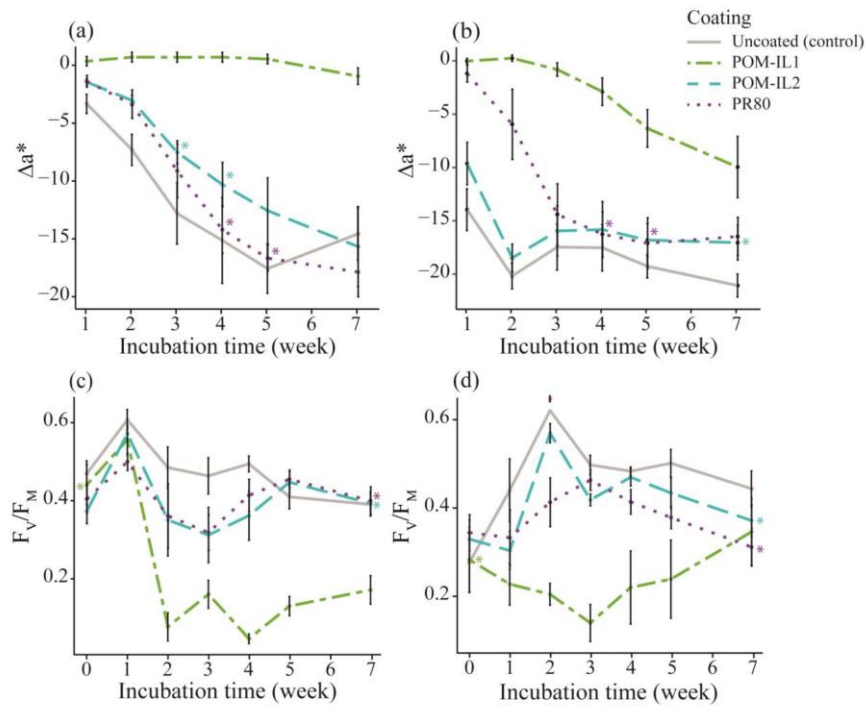 (a)
0
−5
−10
−15
−20
Δa*
1 2 3 4 5 6 7
Incubation time (week)
(b)
0
−5
−10
−15
−20
Δa*
1 2 3 4 5 6 7
Incubation time (week)
Coating
Uncoated (control)
POM-IL1
POM-IL2
PR80
* * * *
* * *
(c)
0.6
0.4
0.2
FV/FM
0 1 2 3 4 5 7
Incubation time (week)
* * *
(d)
0.6
0.4
0.2
FV/FM
0 1 2 3 4 5 7
Incubation time (week)
* * *